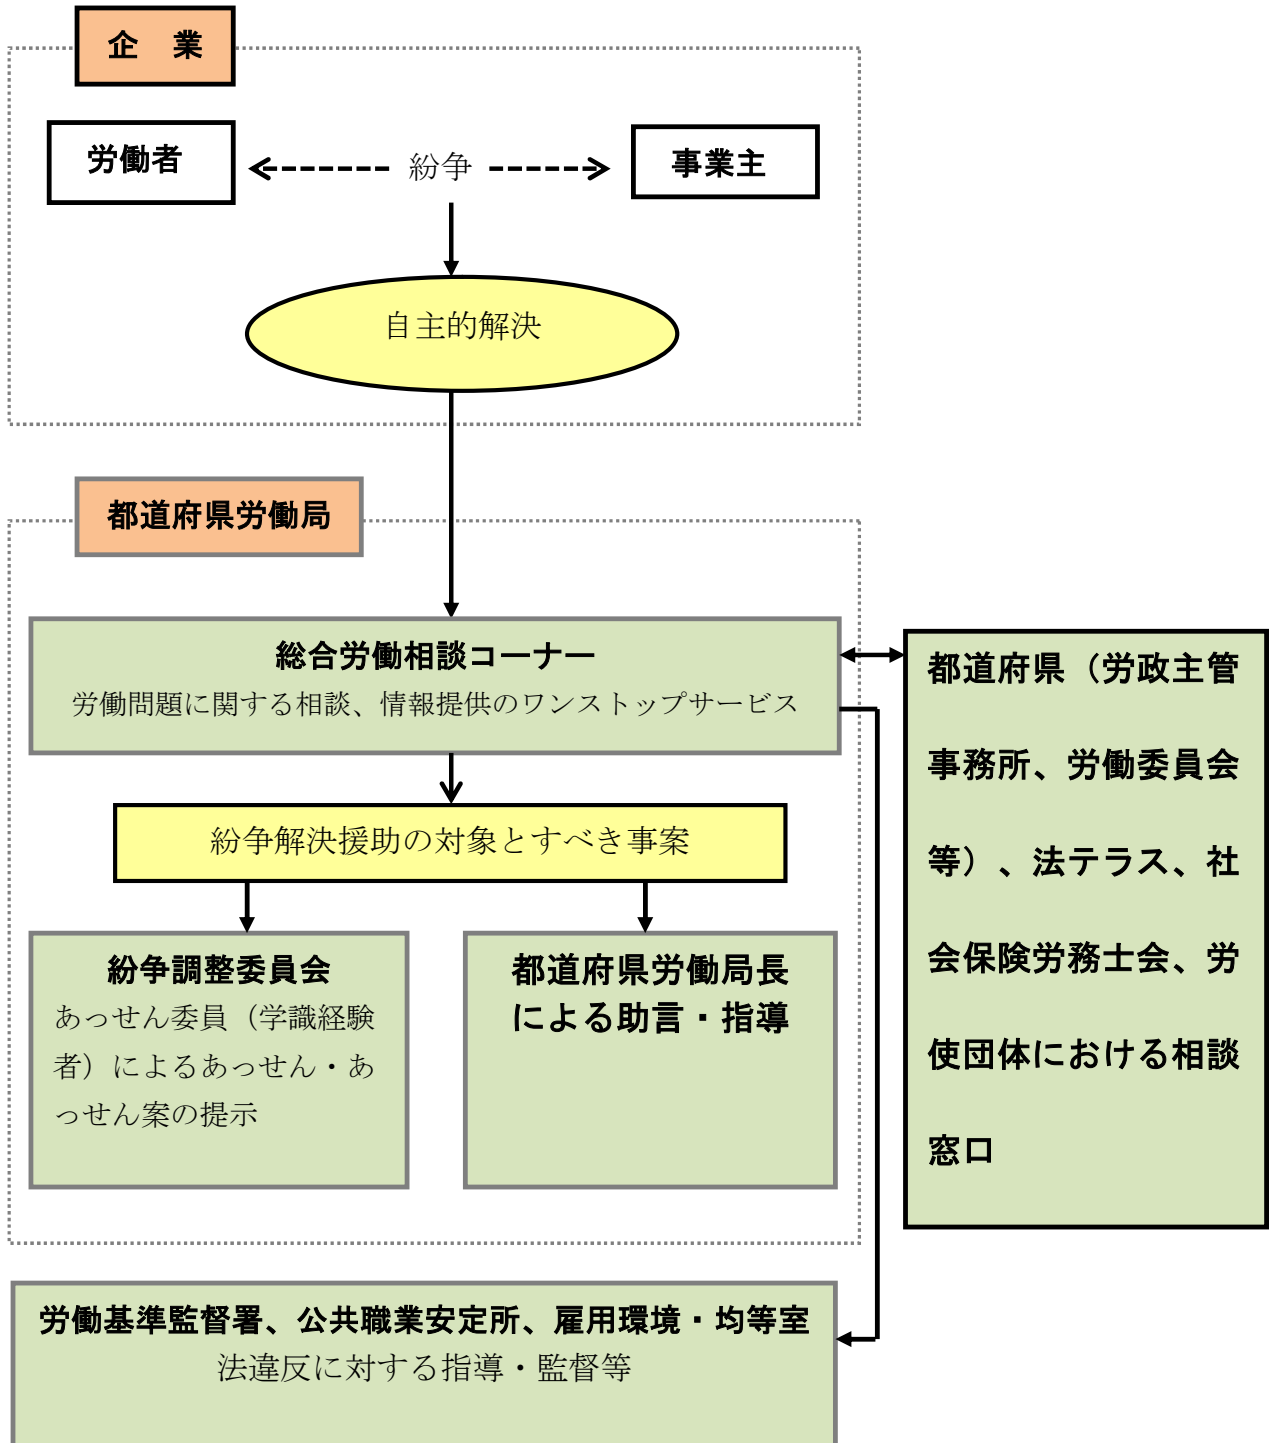 企　業
労働者
紛争
事業主
自主的解決
都道府県労働局
総合労働相談コーナー
労働問題に関する相談、情報提供のワンストップサービス
紛争解決援助の対象とすべき事案
紛争調整委員会
あっせん委員（学識経験
者）によるあっせん・あ
っせん案の提示
都道府県労働局長
による助言・指導
都道府県（労政主管
事務所、労働委員会
等）、法テラス、社
会保険労務士会、労
使団体における相談
窓口
労働基準監督署、公共職業安定所、雇用環境・均等室
法違反に対する指導・監督等